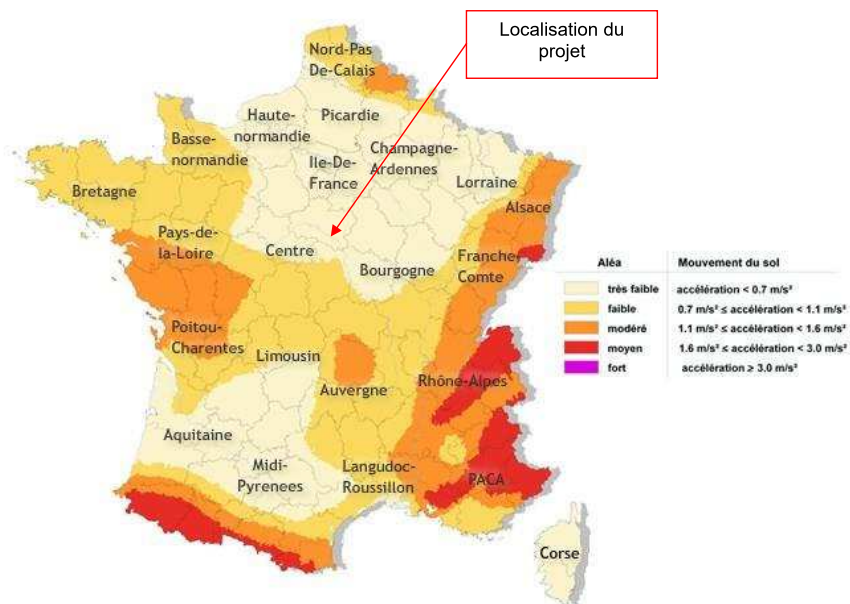 Localisation du
projet
Nord-Pas
De-Calais
Haute-
normandie
Picardie
Basse-
normandie
Ile-De-
France
Champagne-
Ardennes
Lorraine
Alsace
Bretagne
Pays-de-
la-Loire
Centre
Bourgogne
Franche-
Comte
Poitou-
Charentes
Limousin
Auvergne
Rhône-Alpes
Aquitaine
Midi-
Pyrenees
Langudoc-
Roussillon
PACA
Corse
Aléa Mouvement du sol
très faible accélération < 0.7 m/s²
faible 0.7 m/s² ≤ accélération < 1.1 m/s²
modéré 1.1 m/s² ≤ accélération < 1.6 m/s²
moyen 1.6 m/s² ≤ accélération < 3.0 m/s²
fort accélération ≥ 3.0 m/s²